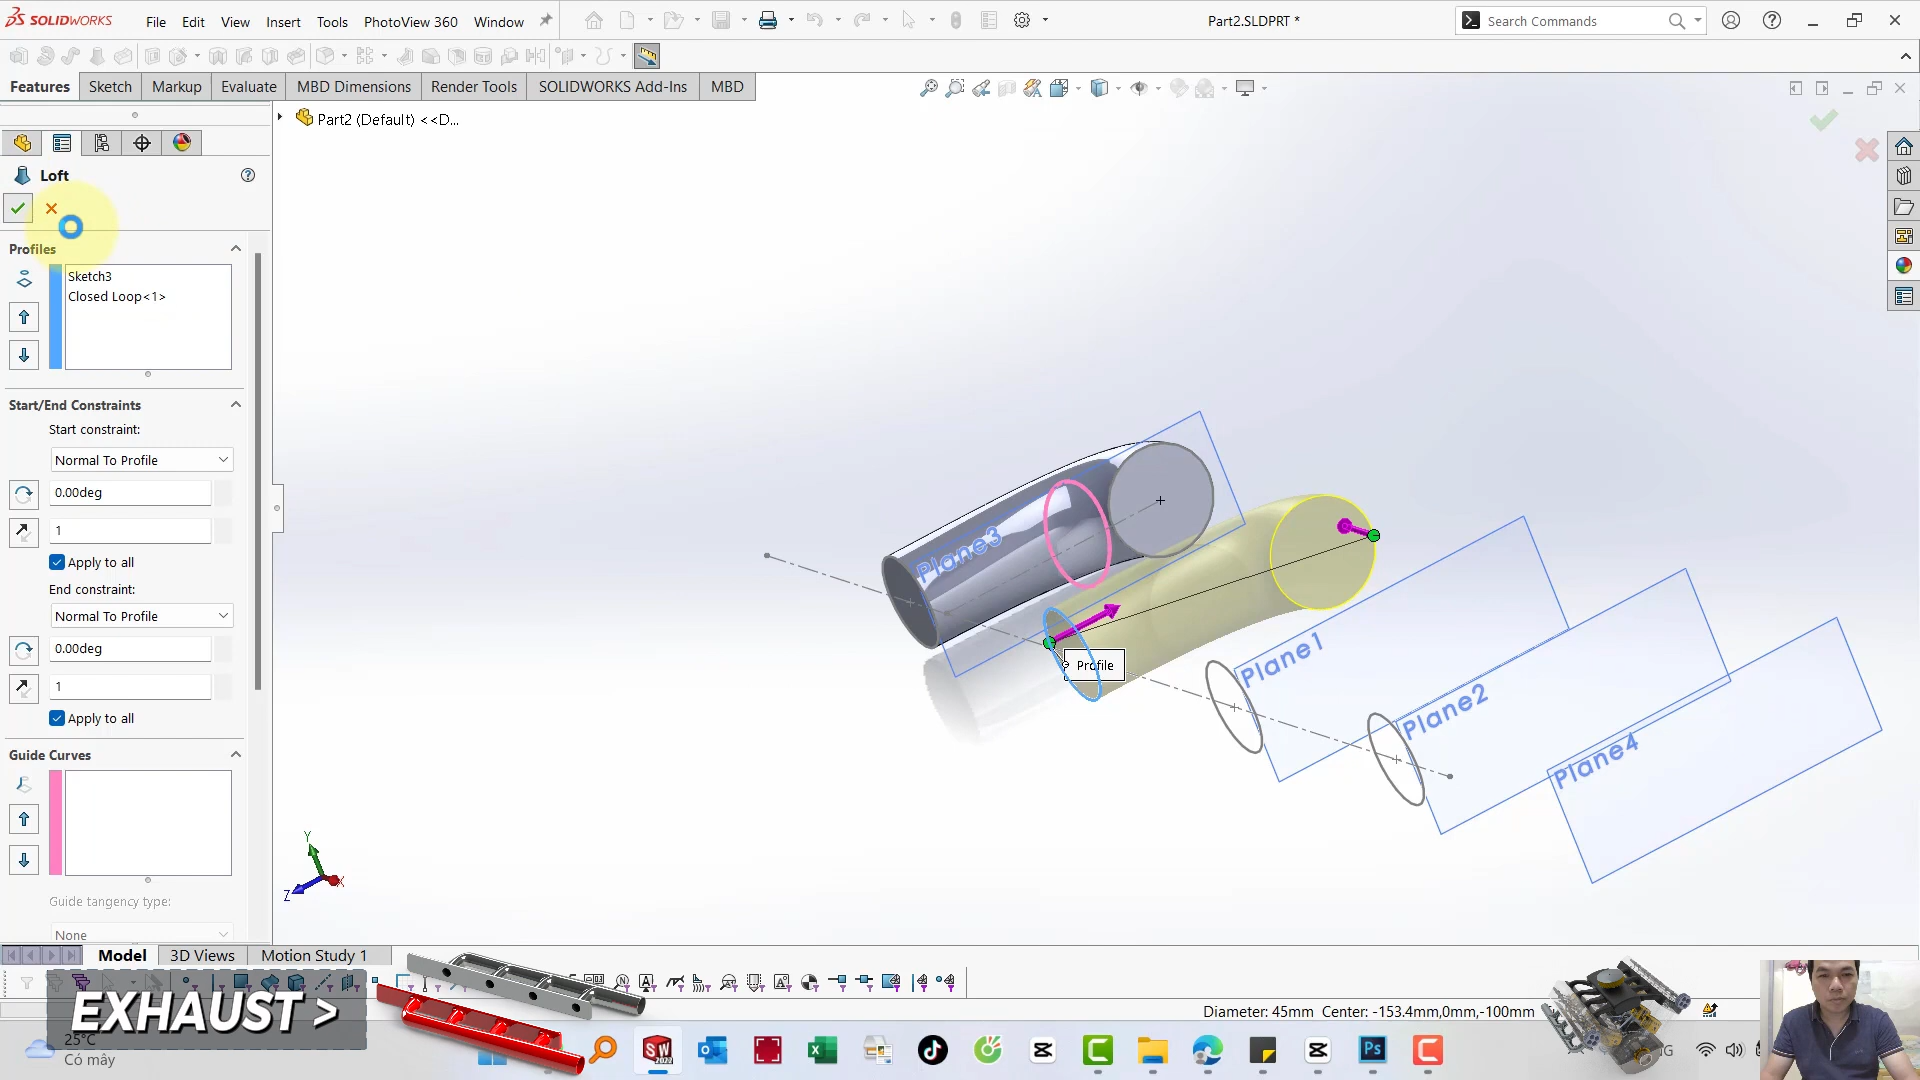 SOLIDWORKS File Edit View Insert Tools PhotoView 360 Window Part2.SLDPRT * Search Commands
Features Sketch Markup Evaluate MBD Dimensions Render Tools SOLIDWORKS Add-Ins MBD
Part2 (Default) <<D...
Loft
Profiles
Sketch3
Closed Loop<1>
Start/End Constraints
Start constraint:
Normal To Profile
0.00deg
1
Apply to all
End constraint:
Normal To Profile
0.00deg
1
Apply to all
Guide Curves
Guide tangency type:
None
Plane3
Profile
Plane1
Plane2
Plane4
Y
Z
X
Model 3D Views Motion Study 1
EXHAUST >
Diameter: 45mm Center: -153.4mm,0mm,-100mm
25°C
Có mây
SW
2022
Ps